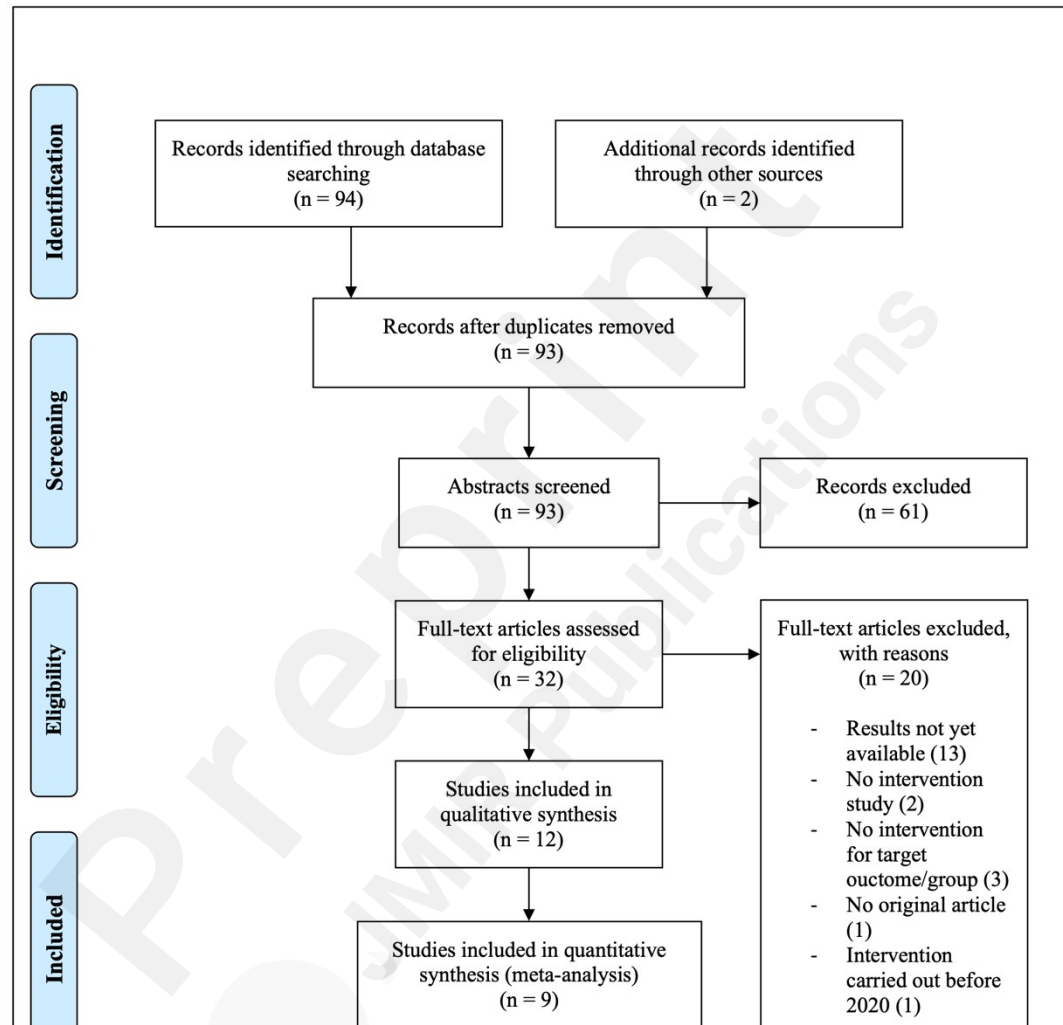 Identification
Records identified through database
searching
(n = 94)
Additional records identified
through other sources
(n = 2)
Records after duplicates removed
(n = 93)
Screening
Abstracts screened
(n = 93)
Records excluded
(n = 61)
Eligibility
Full-text articles assessed
for eligibility
(n = 32)
Full-text articles excluded,
with reasons
(n = 20)
- Results not yet
available (13)
- No intervention
study (2)
- No intervention
for target
ouctome/group (3)
- No original article
(1)
- Intervention
carried out before
2020 (1)
Studies included in
qualitative synthesis
(n = 12)
Included
Studies included in quantitative
synthesis (meta-analysis)
(n = 9)
Preprint
JMIR Publications